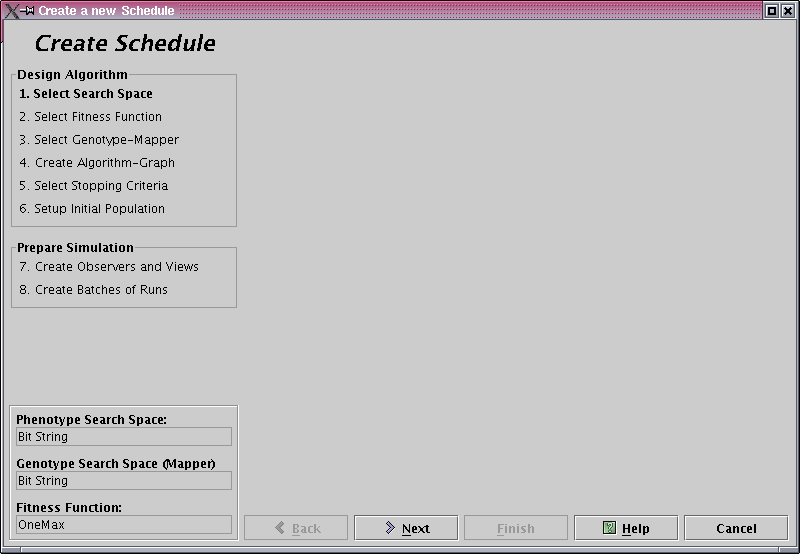 Create a new Schedule
Create Schedule
Design Algorithm
1. Select Search Space
2. Select Fitness Function
3. Select Genotype-Mapper
4. Create Algorithm-Graph
5. Select Stopping Criteria
6. Setup Initial Population
Prepare Simulation
7. Create Observers and Views
8. Create Batches of Runs
Phenotype Search Space:
Bit String
Genotype Search Space (Mapper)
Bit String
Fitness Function:
OneMax
Back Next Finish Help Cancel